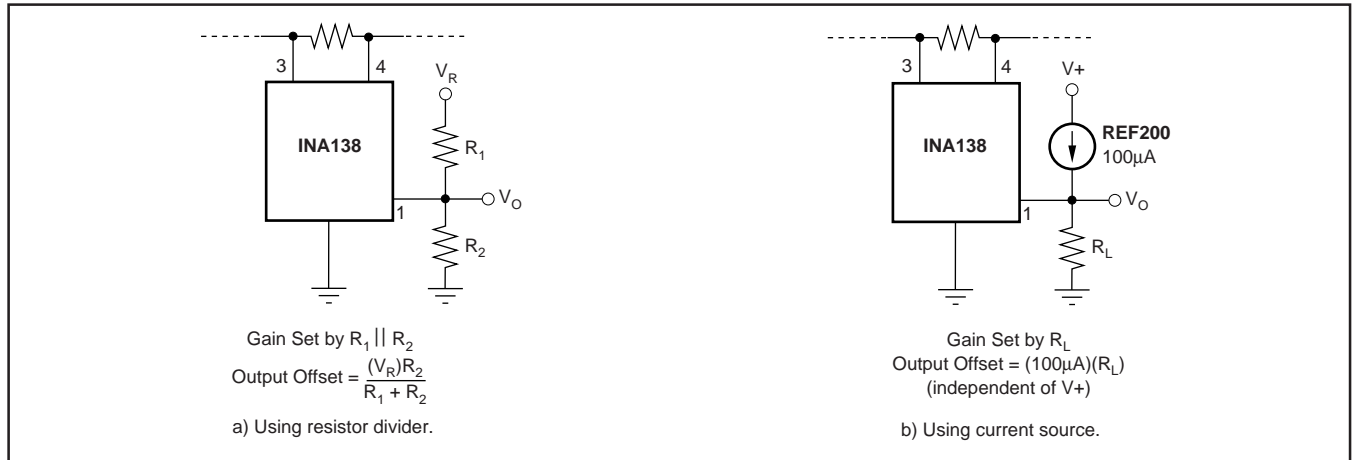 3
4
V_R
INA138
R_1
1
V_O
R_2
Gain Set by R_1 || R_2
Output Offset = (V_R)R_2 / R_1 + R_2
a) Using resistor divider.
3
4
V+
INA138
REF200
100µA
1
V_O
R_L
Gain Set by R_L
Output Offset = (100µA)(R_L)
(independent of V+)
b) Using current source.